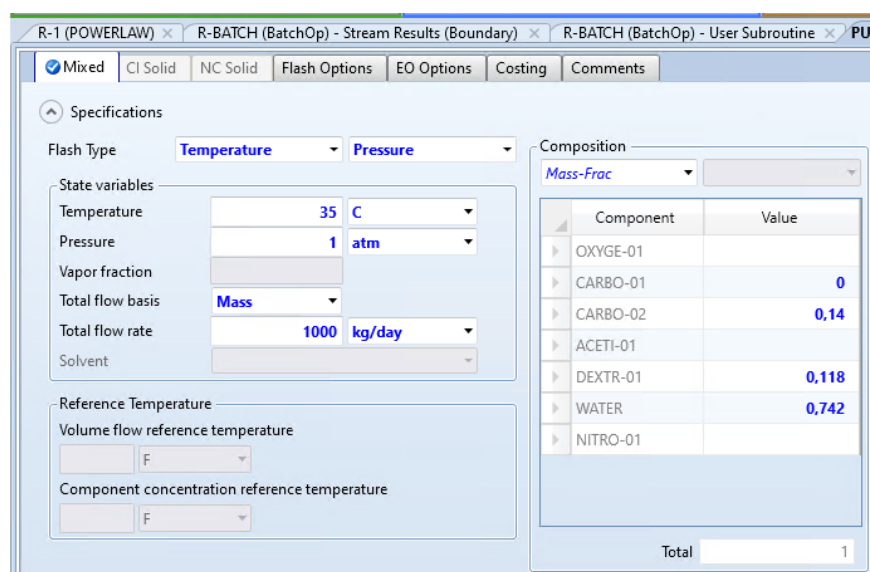 R-1 (POWERLAW) × R-BATCH (BatchOp) - Stream Results (Boundary) × R-BATCH (BatchOp) - User Subroutine × PU
Mixed CI Solid NC Solid Flash Options EO Options Costing Comments
Specifications
Flash Type Temperature Pressure
State variables
Temperature 35 C
Pressure 1 atm
Vapor fraction
Total flow basis Mass
Total flow rate 1000 kg/day
Solvent
Reference Temperature
Volume flow reference temperature
F
Component concentration reference temperature
F
Composition
Mass-Frac
Component Value
OXYGE-01
CARBO-01 0
CARBO-02 0,14
ACETI-01
DEXTR-01 0,118
WATER 0,742
NITRO-01
Total 1